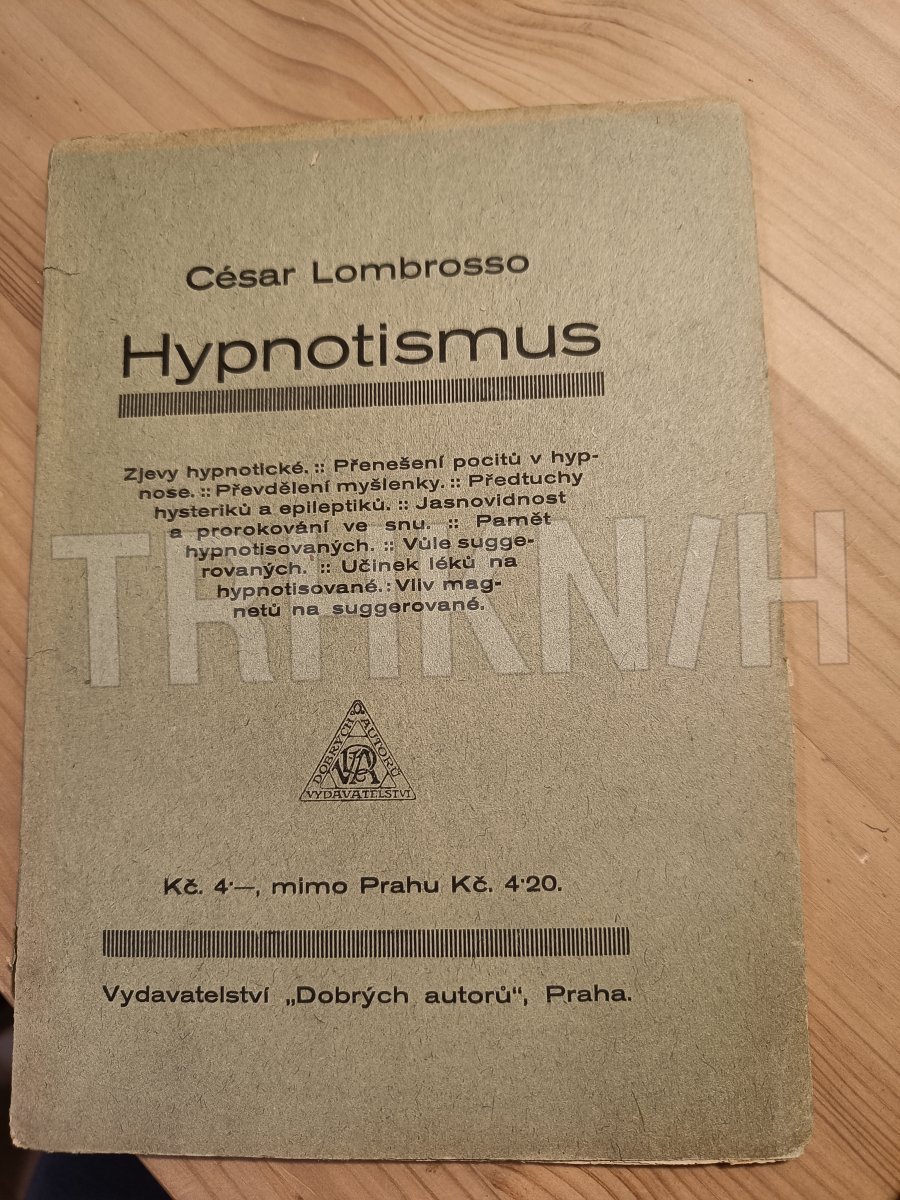 César Lombrosso
Hypnotismus
Zjevy hypnotické. :: Přenešení pocitů v hyp-
nose. :: Převdělení myšlenky. :: Předtuchy
hysteriků a epileptiků. :: Jasnovidnost
a prorokování ve snu. :: Pamět
hypnotisovaných. :: Vůle sugge-
rovaných. :: Učinek léků na
hypnotisované. : Vliv mag-
netů na suggerované.
TRHKNIH
DOBRÝCH AUTORŮ
VDA
VYDAVATELSTVÍ
Kč. 4·—, mimo Prahu Kč. 4·20.
Vydavatelství „Dobrých autorů“, Praha.